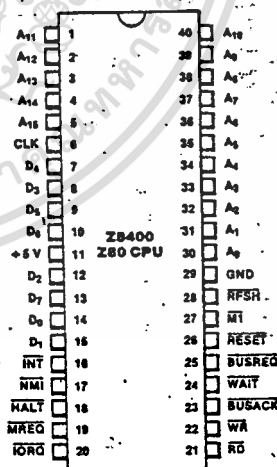 A11 1 40 A10
A12 2 39 A9
A13 3 38 A8
A14 4 37 A7
A15 5 36 A6
CLK 6 35 A5
D4 7 34 A4
D3 8 33 A3
D5 9 32 A2
D6 10 31 A1
Z8400
Z80 CPU
+5 V 11 30 A0
D2 12 29 GND
D7 13 28 RFSH
D0 14 27 M1
D1 15 26 RESET
INT 16 25 BUSREQ
NMI 17 24 WAIT
HALT 18 23 BUSACK
MREQ 19 22 WR
IORQ 20 21 RD